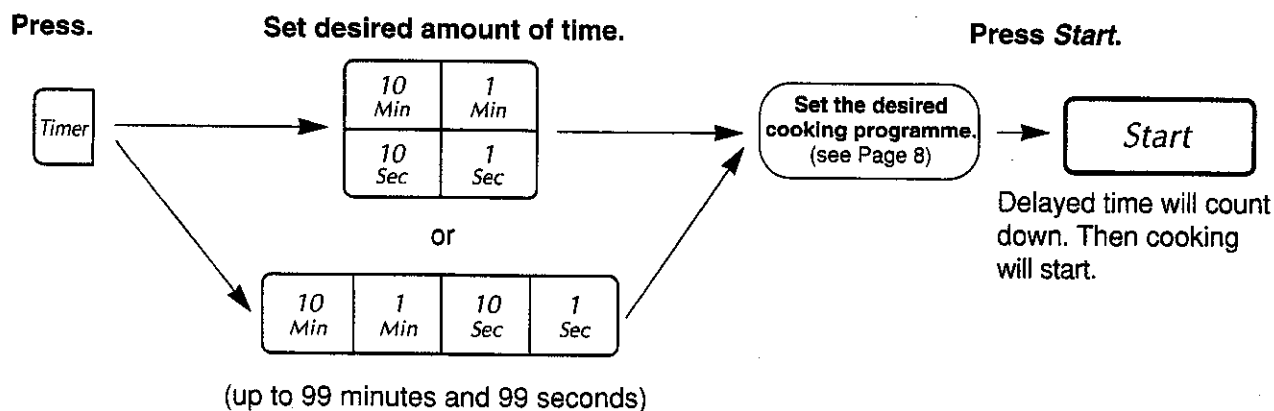 Press.
Set desired amount of time.
Press Start.
Timer
10 Min
1 Min
10 Sec
1 Sec
or
10 Min
1 Min
10 Sec
1 Sec
(up to 99 minutes and 99 seconds)
Set the desired
cooking programme.
(see Page 8)
Start
Delayed time will count
down. Then cooking
will start.